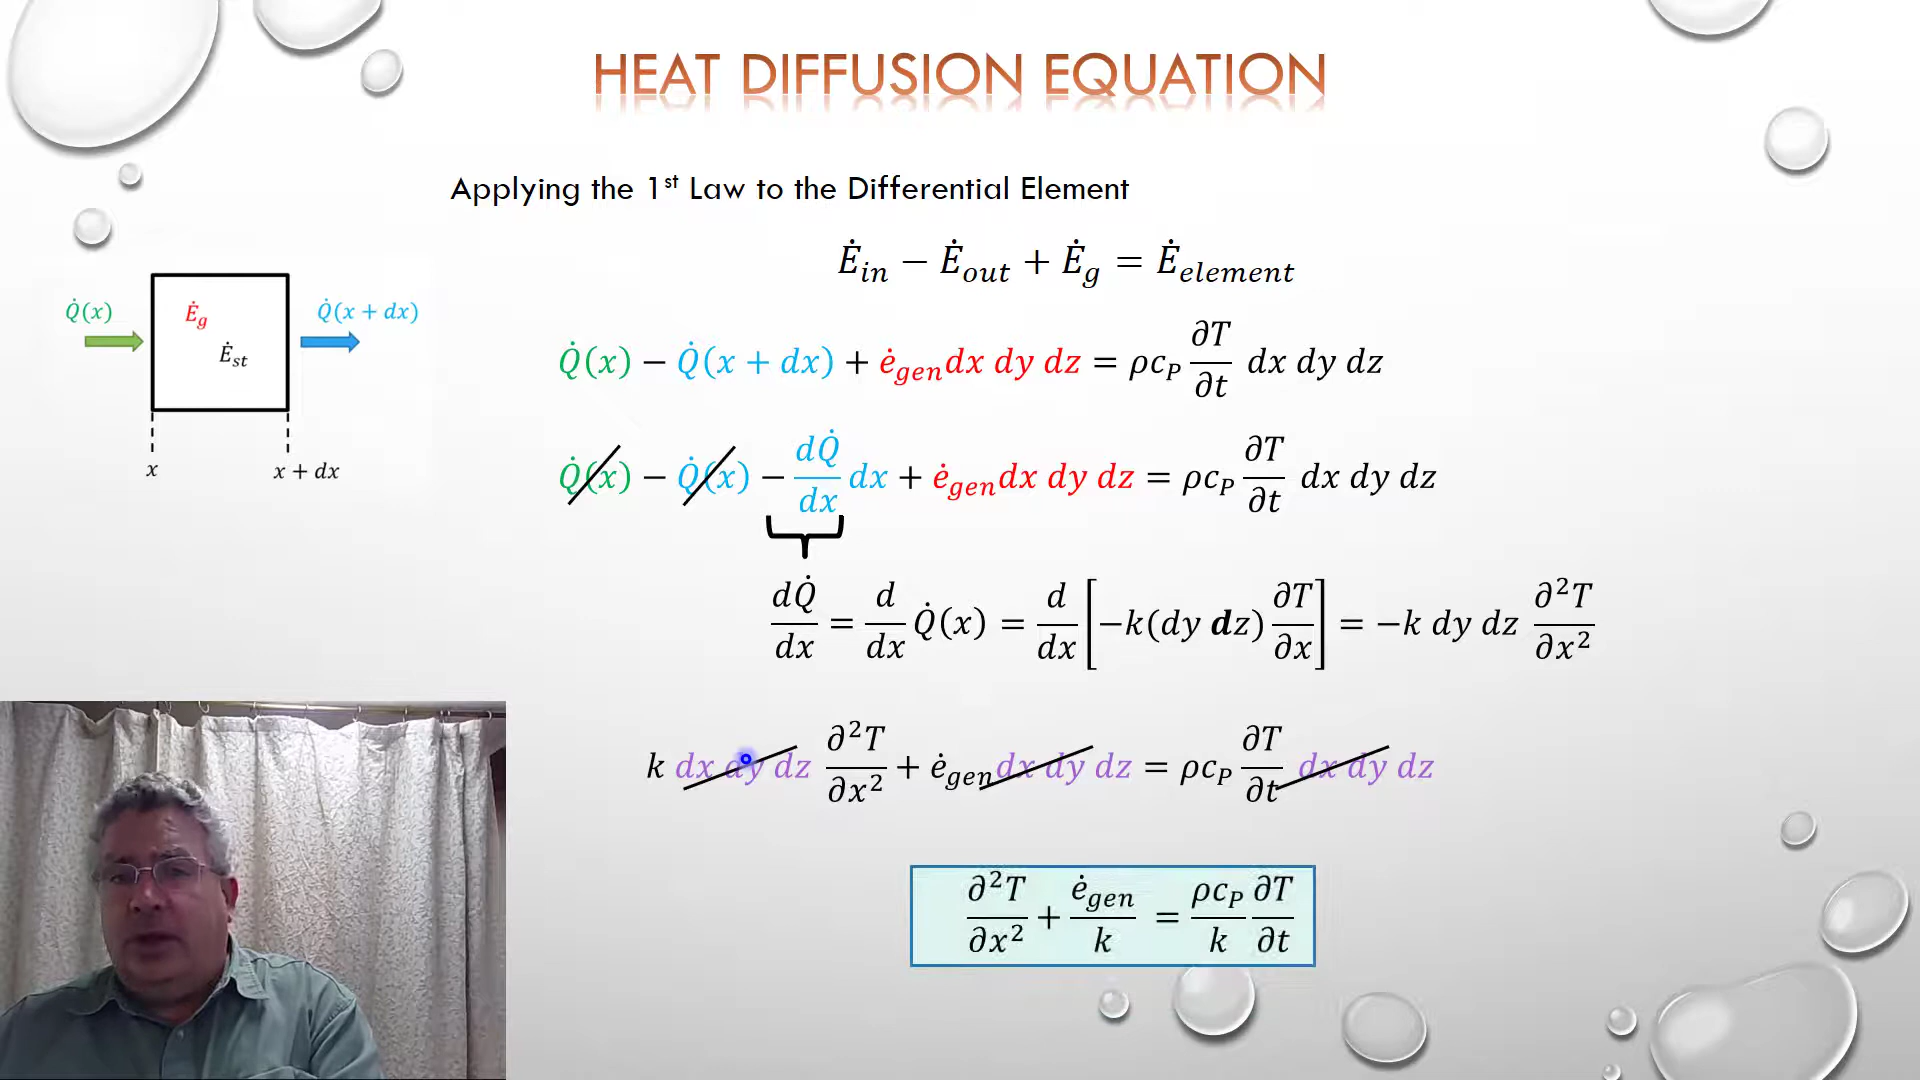 HEAT DIFFUSION EQUATION
Applying the 1st Law to the Differential Element
Ė_in − Ė_out + Ė_g = Ė_element
Q̇(x) Ė_g Q̇(x + dx)
Ė_st
x x + dx
Q̇(x) − Q̇(x + dx) + ė_gen dx dy dz = ρc_P ∂T/∂t dx dy dz
Q̇(x) − Q̇(x) − dQ̇/dx dx + ė_gen dx dy dz = ρc_P ∂T/∂t dx dy dz
dQ̇/dx = d/dx Q̇(x) = d/dx [−k(dy dz) ∂T/∂x] = −k dy dz ∂²T/∂x²
k dx dy dz ∂²T/∂x² + ė_gen dx dy dz = ρc_P ∂T/∂t dx dy dz
∂²T/∂x² + ė_gen/k = ρc_P/k ∂T/∂t